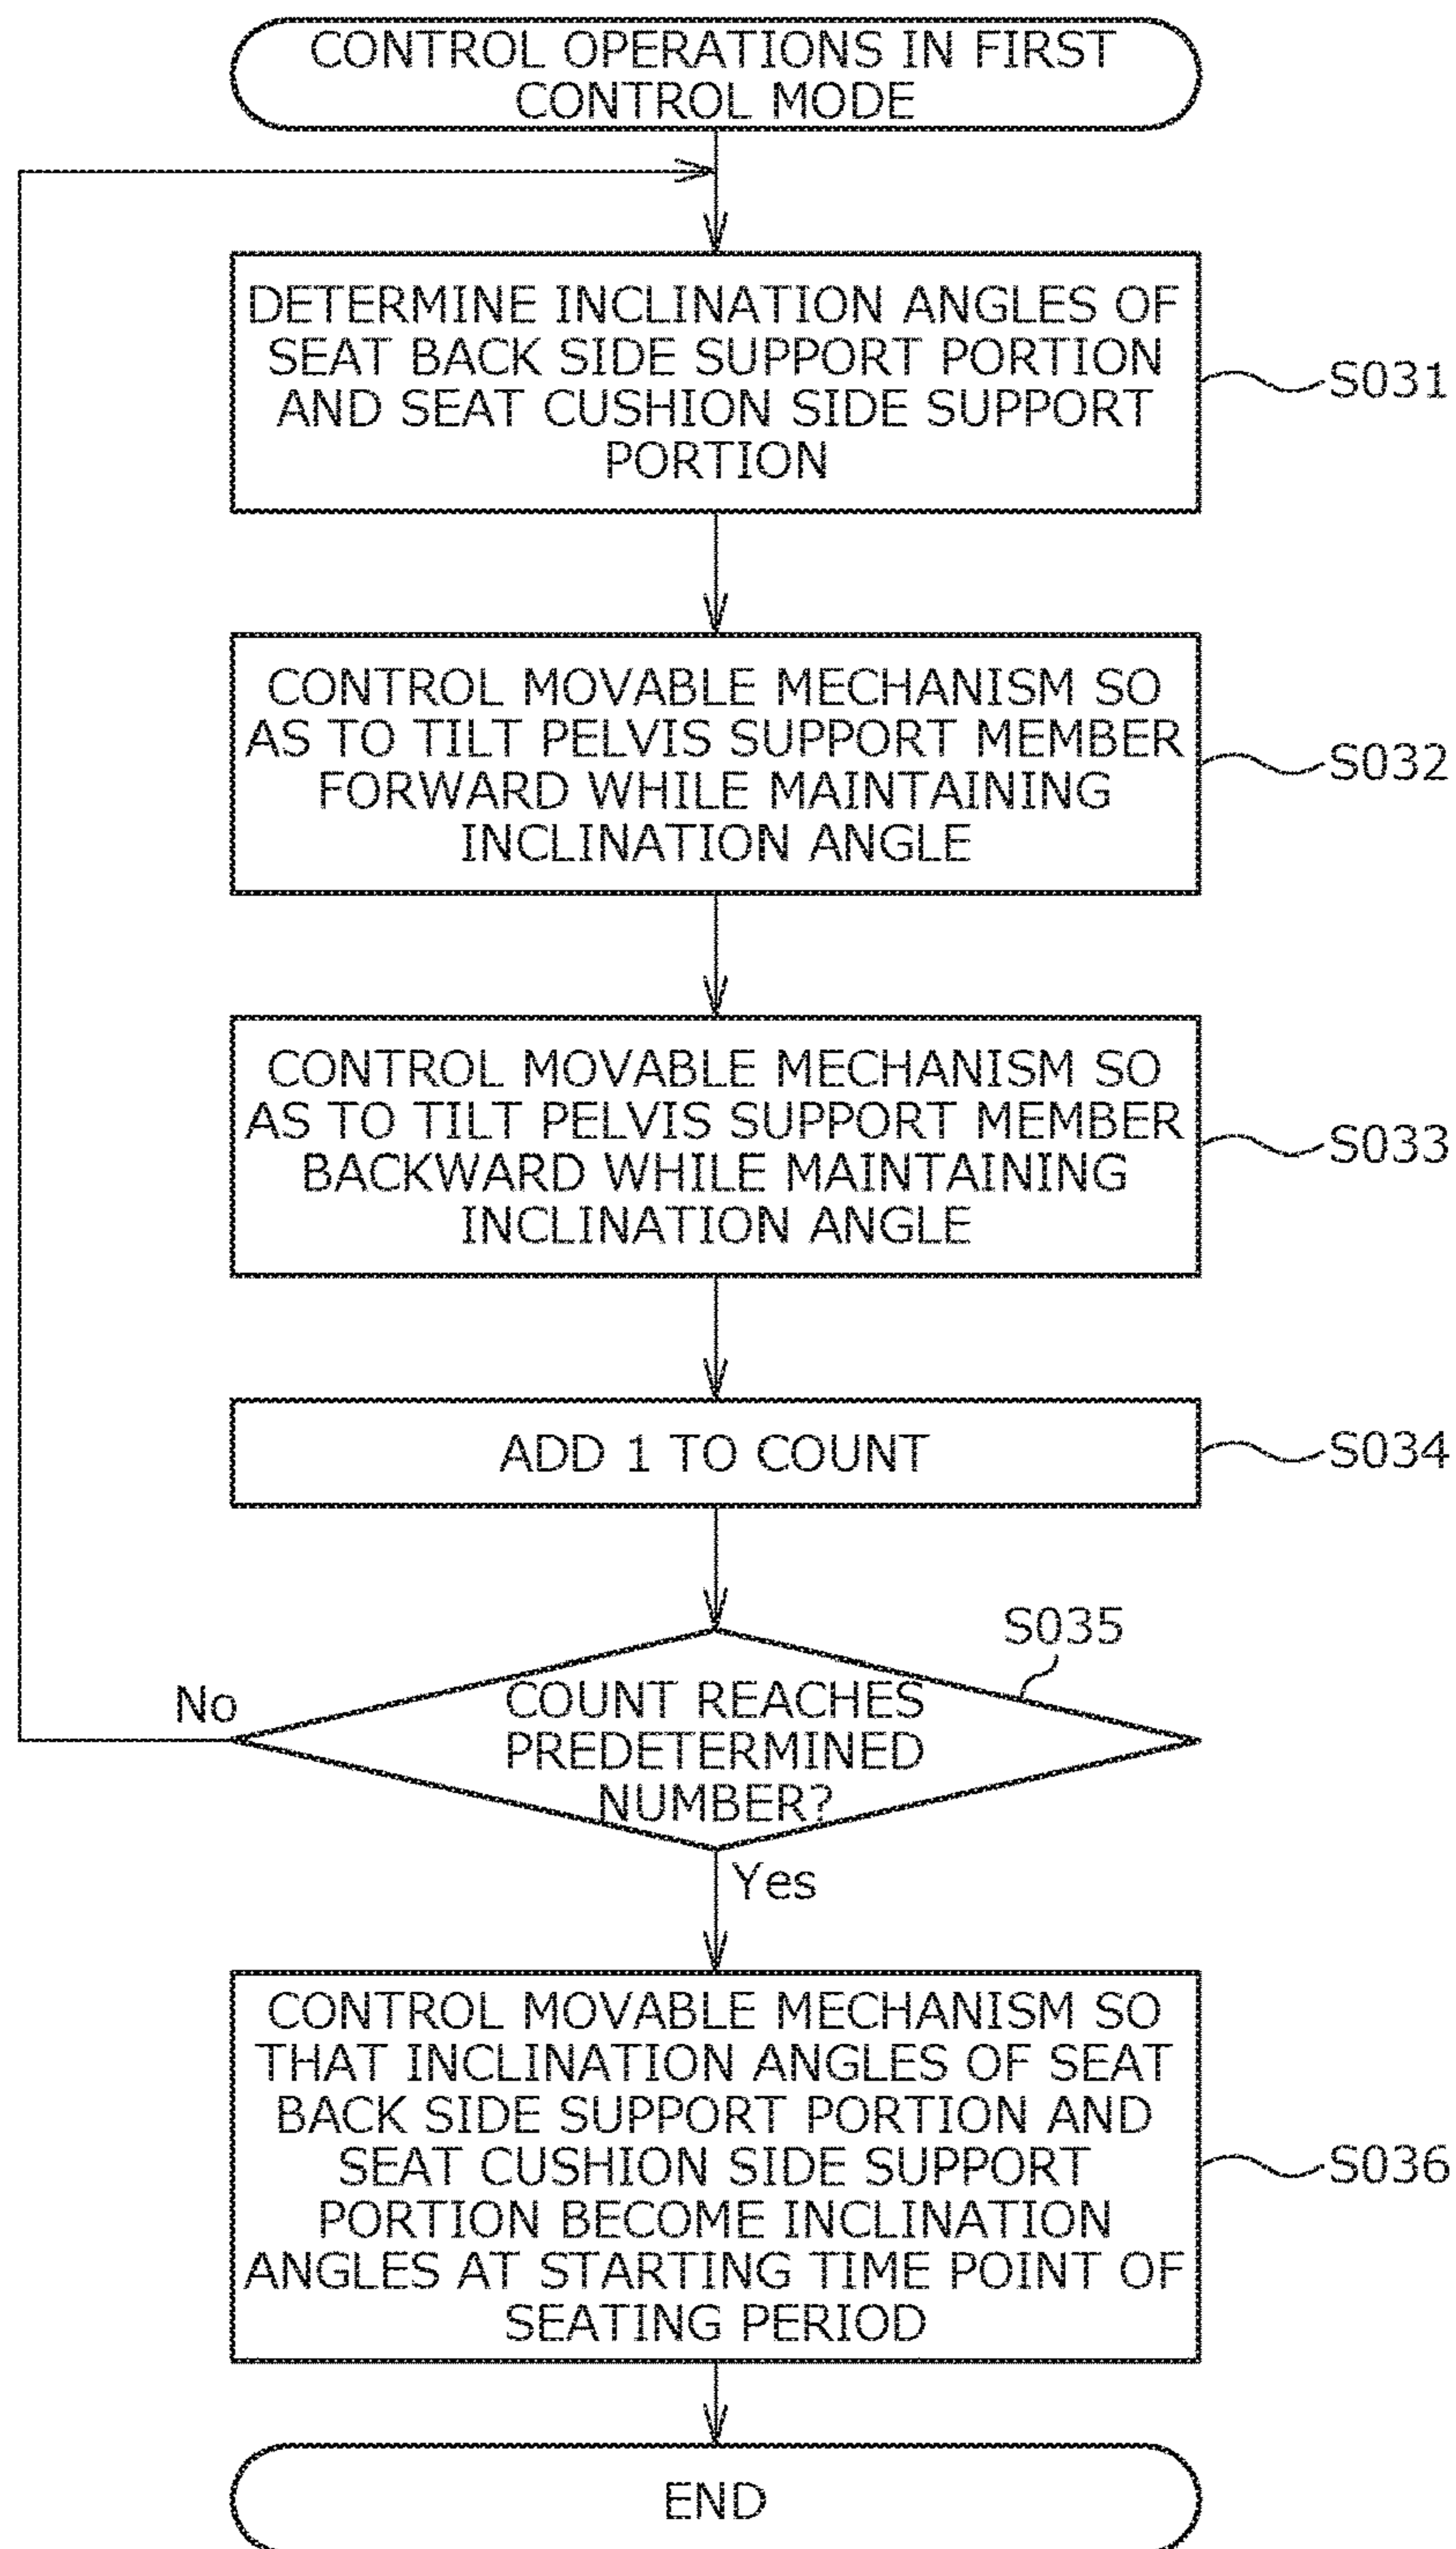 CONTROL OPERATIONS IN FIRST
CONTROL MODE
DETERMINE INCLINATION ANGLES OF
SEAT BACK SIDE SUPPORT PORTION
AND SEAT CUSHION SIDE SUPPORT
PORTION
S031
CONTROL MOVABLE MECHANISM SO
AS TO TILT PELVIS SUPPORT MEMBER
FORWARD WHILE MAINTAINING
INCLINATION ANGLE
S032
CONTROL MOVABLE MECHANISM SO
AS TO TILT PELVIS SUPPORT MEMBER
BACKWARD WHILE MAINTAINING
INCLINATION ANGLE
S033
ADD 1 TO COUNT
S034
S035
COUNT REACHES
PREDETERMINED
NUMBER?
No
Yes
CONTROL MOVABLE MECHANISM SO
THAT INCLINATION ANGLES OF SEAT
BACK SIDE SUPPORT PORTION AND
SEAT CUSHION SIDE SUPPORT
PORTION BECOME INCLINATION
ANGLES AT STARTING TIME POINT OF
SEATING PERIOD
S036
END